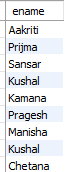 ename
Aakriti
Prijma
Sansar
Kushal
Kamana
Pragesh
Manisha
Kushal
Chetana